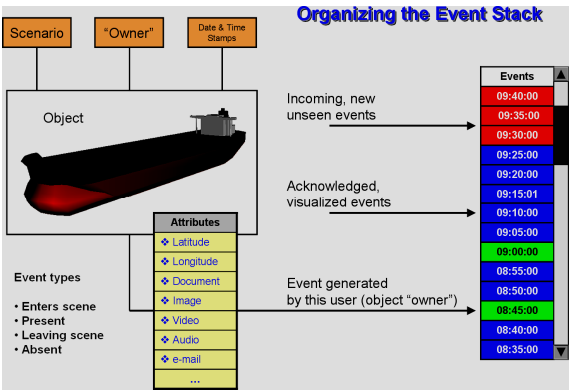 Organizing the Event Stack
Scenario
“Owner”
Date & Time
Stamps
Object
Attributes
❖ Latitude
❖ Longitude
❖ Document
❖ Image
❖ Video
❖ Audio
❖ e-mail
...
Event types
• Enters scene
• Present
• Leaving scene
• Absent
Incoming, new
unseen events
Acknowledged,
visualized events
Event generated
by this user (object “owner”)
Events
09:40:00
09:35:00
09:30:00
09:25:00
09:20:00
09:15:01
09:10:00
09:05:00
09:00:00
08:55:00
08:50:00
08:45:00
08:40:00
08:35:00